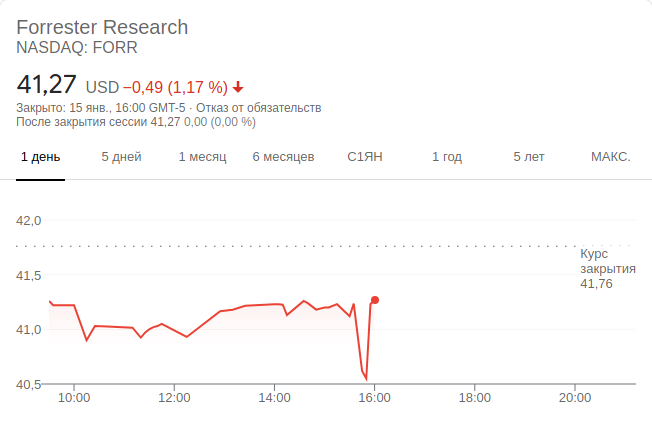 Forrester Research
NASDAQ: FORR
41,27 USD −0,49 (1,17 %)
Закрыто: 15 янв., 16:00 GMT-5 · Отказ от обязательств
После закрытия сессии 41,27 0,00 (0,00 %)
1 день 5 дней 1 месяц 6 месяцев С1ЯН 1 год 5 лет МАКС.
42,0
Курс
закрытия
41,76
41,5
41,0
40,5
10:00 12:00 14:00 16:00 18:00 20:00